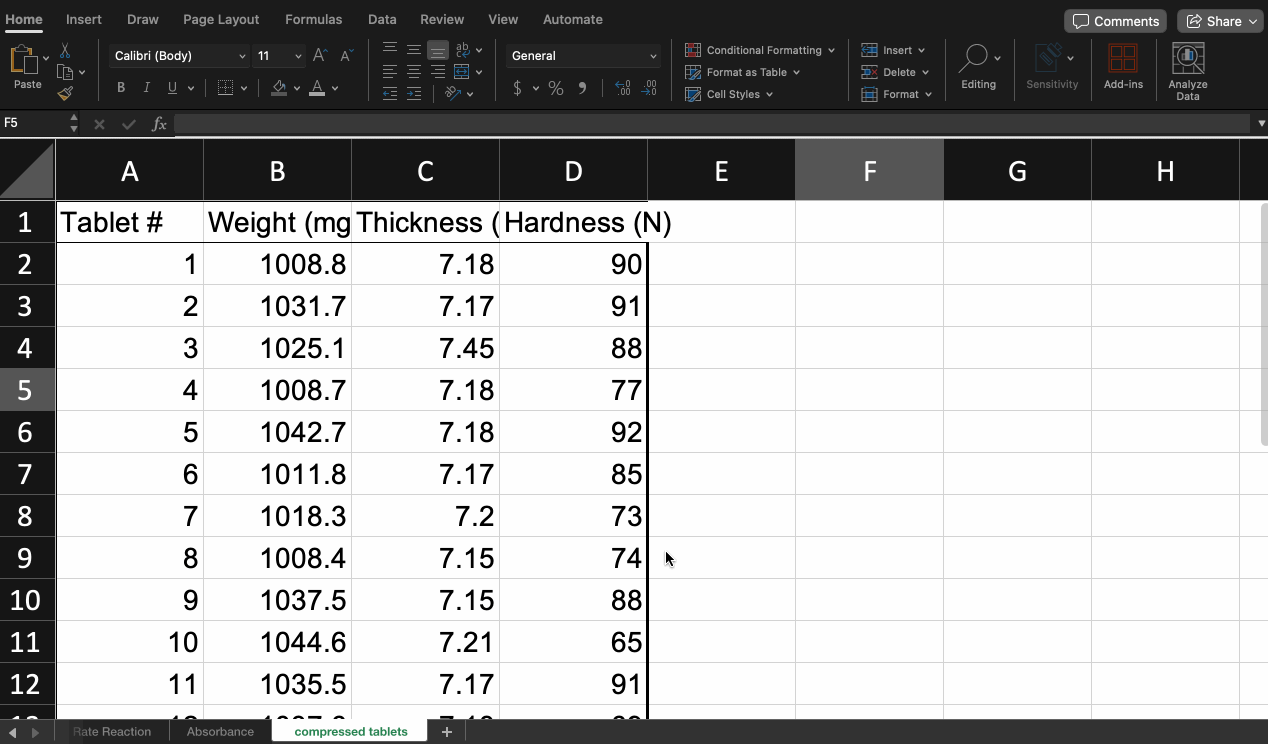 Home Insert Draw Page Layout Formulas Data Review View Automate Comments Share
Calibri (Body) 11 General Conditional Formatting Insert
Format as Table Delete
Paste B I U $ % Cell Styles Format Editing Sensitivity Add-ins Analyze
Data
F5 fx
A B C D E F G H
1 Tablet # Weight (mg Thickness ( Hardness (N)
2 1 1008.8 7.18 90
3 2 1031.7 7.17 91
4 3 1025.1 7.45 88
5 4 1008.7 7.18 77
6 5 1042.7 7.18 92
7 6 1011.8 7.17 85
8 7 1018.3 7.2 73
9 8 1008.4 7.15 74
10 9 1037.5 7.15 88
11 10 1044.6 7.21 65
12 11 1035.5 7.17 91
Rate Reaction Absorbance compressed tablets +